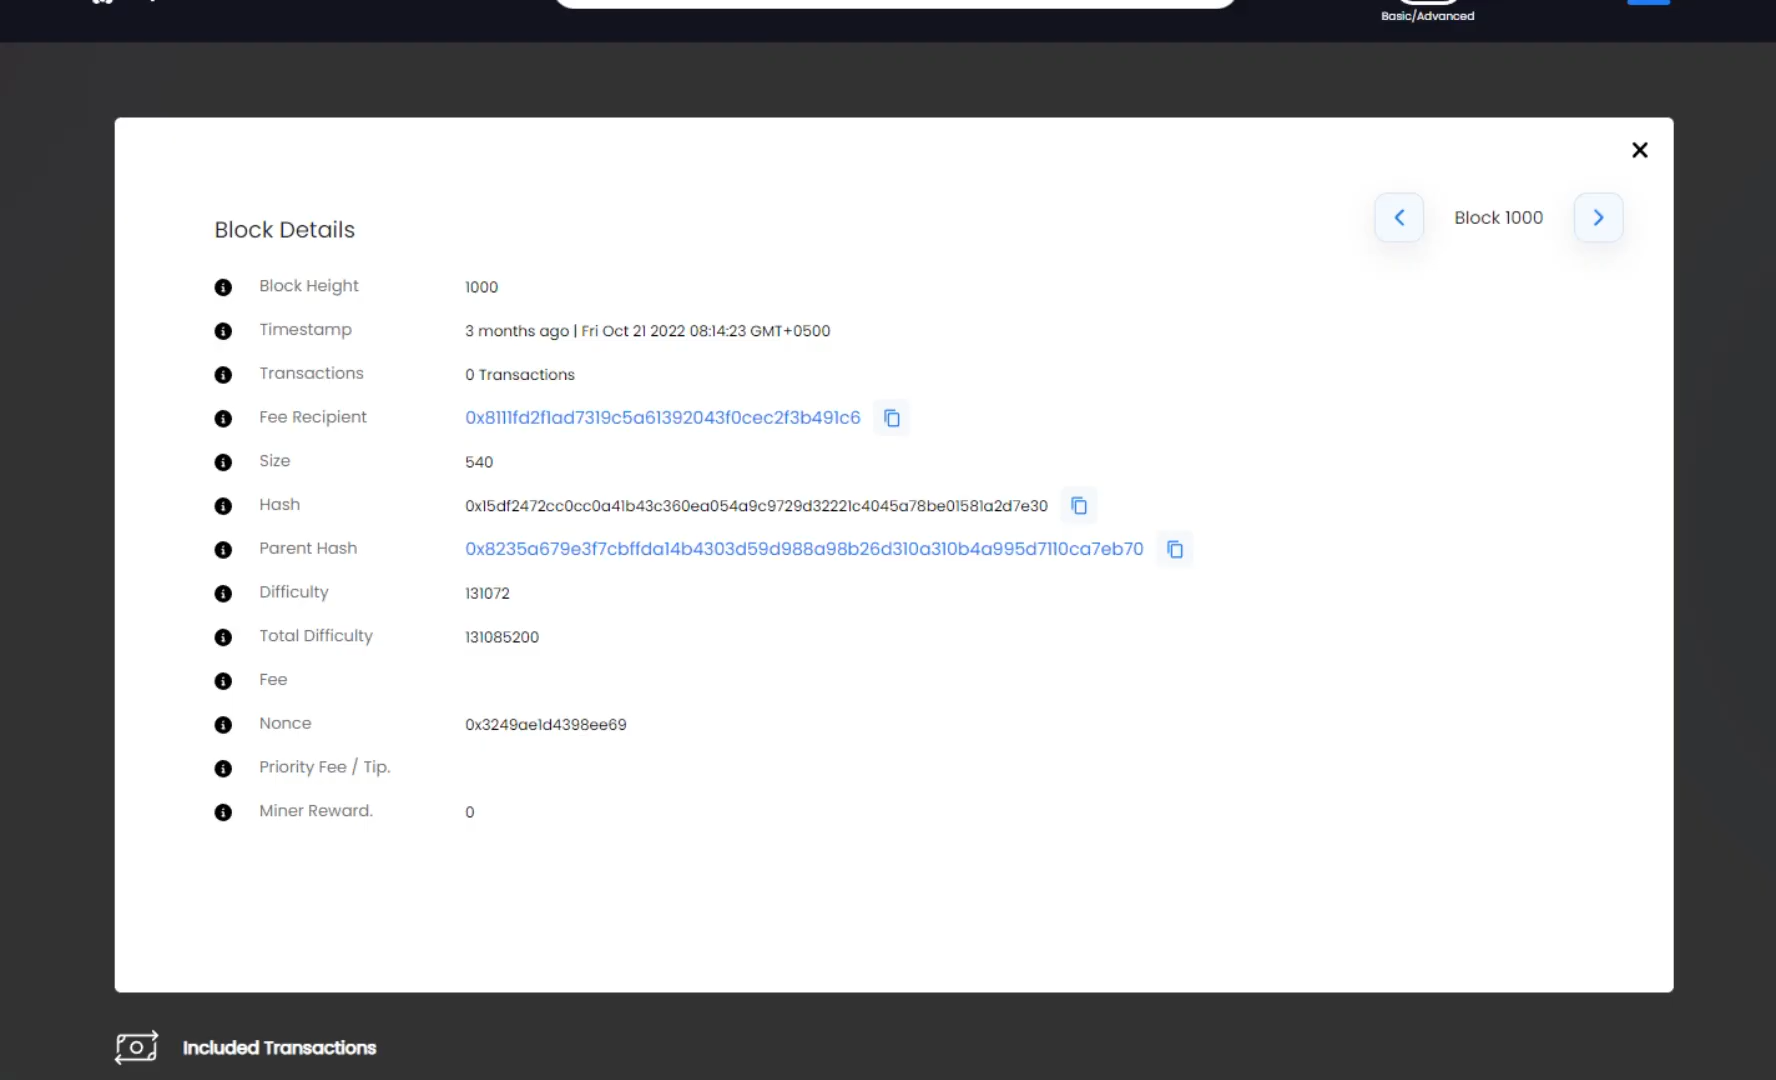 Basic/Advanced
Block Details
Block 1000
Block Height 1000
Timestamp 3 months ago | Fri Oct 21 2022 08:14:23 GMT+0500
Transactions 0 Transactions
Fee Recipient 0x8111fd2f1ad7319c5a61392043f0cec2f3b491c6
Size 540
Hash 0x15df2472cc0cc0a41b43c360ea054a9c9729d32221c4045a78be01581a2d7e30
Parent Hash 0x8235a679e3f7cbffda14b4303d59d988a98b26d310a310b4a995d7110ca7eb70
Difficulty 131072
Total Difficulty 131085200
Fee
Nonce 0x3249ae1d4398ee69
Priority Fee / Tip.
Miner Reward. 0
Included Transactions